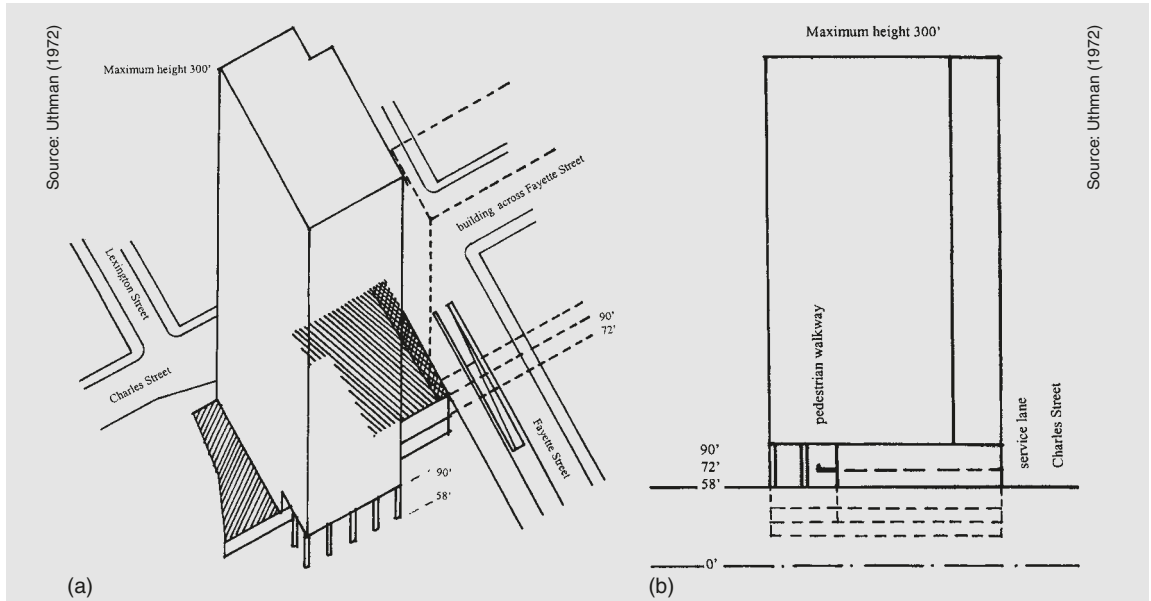 Source: Uthman (1972)
Maximum height 300'
building across Fayette Street
Lexington Street
Charles Street
90'
72'
Fayette Street
90'
58'
(a)
Maximum height 300'
Source: Uthman (1972)
pedestrian walkway
service lane
Charles Street
90'
72'
58'
0'
(b)